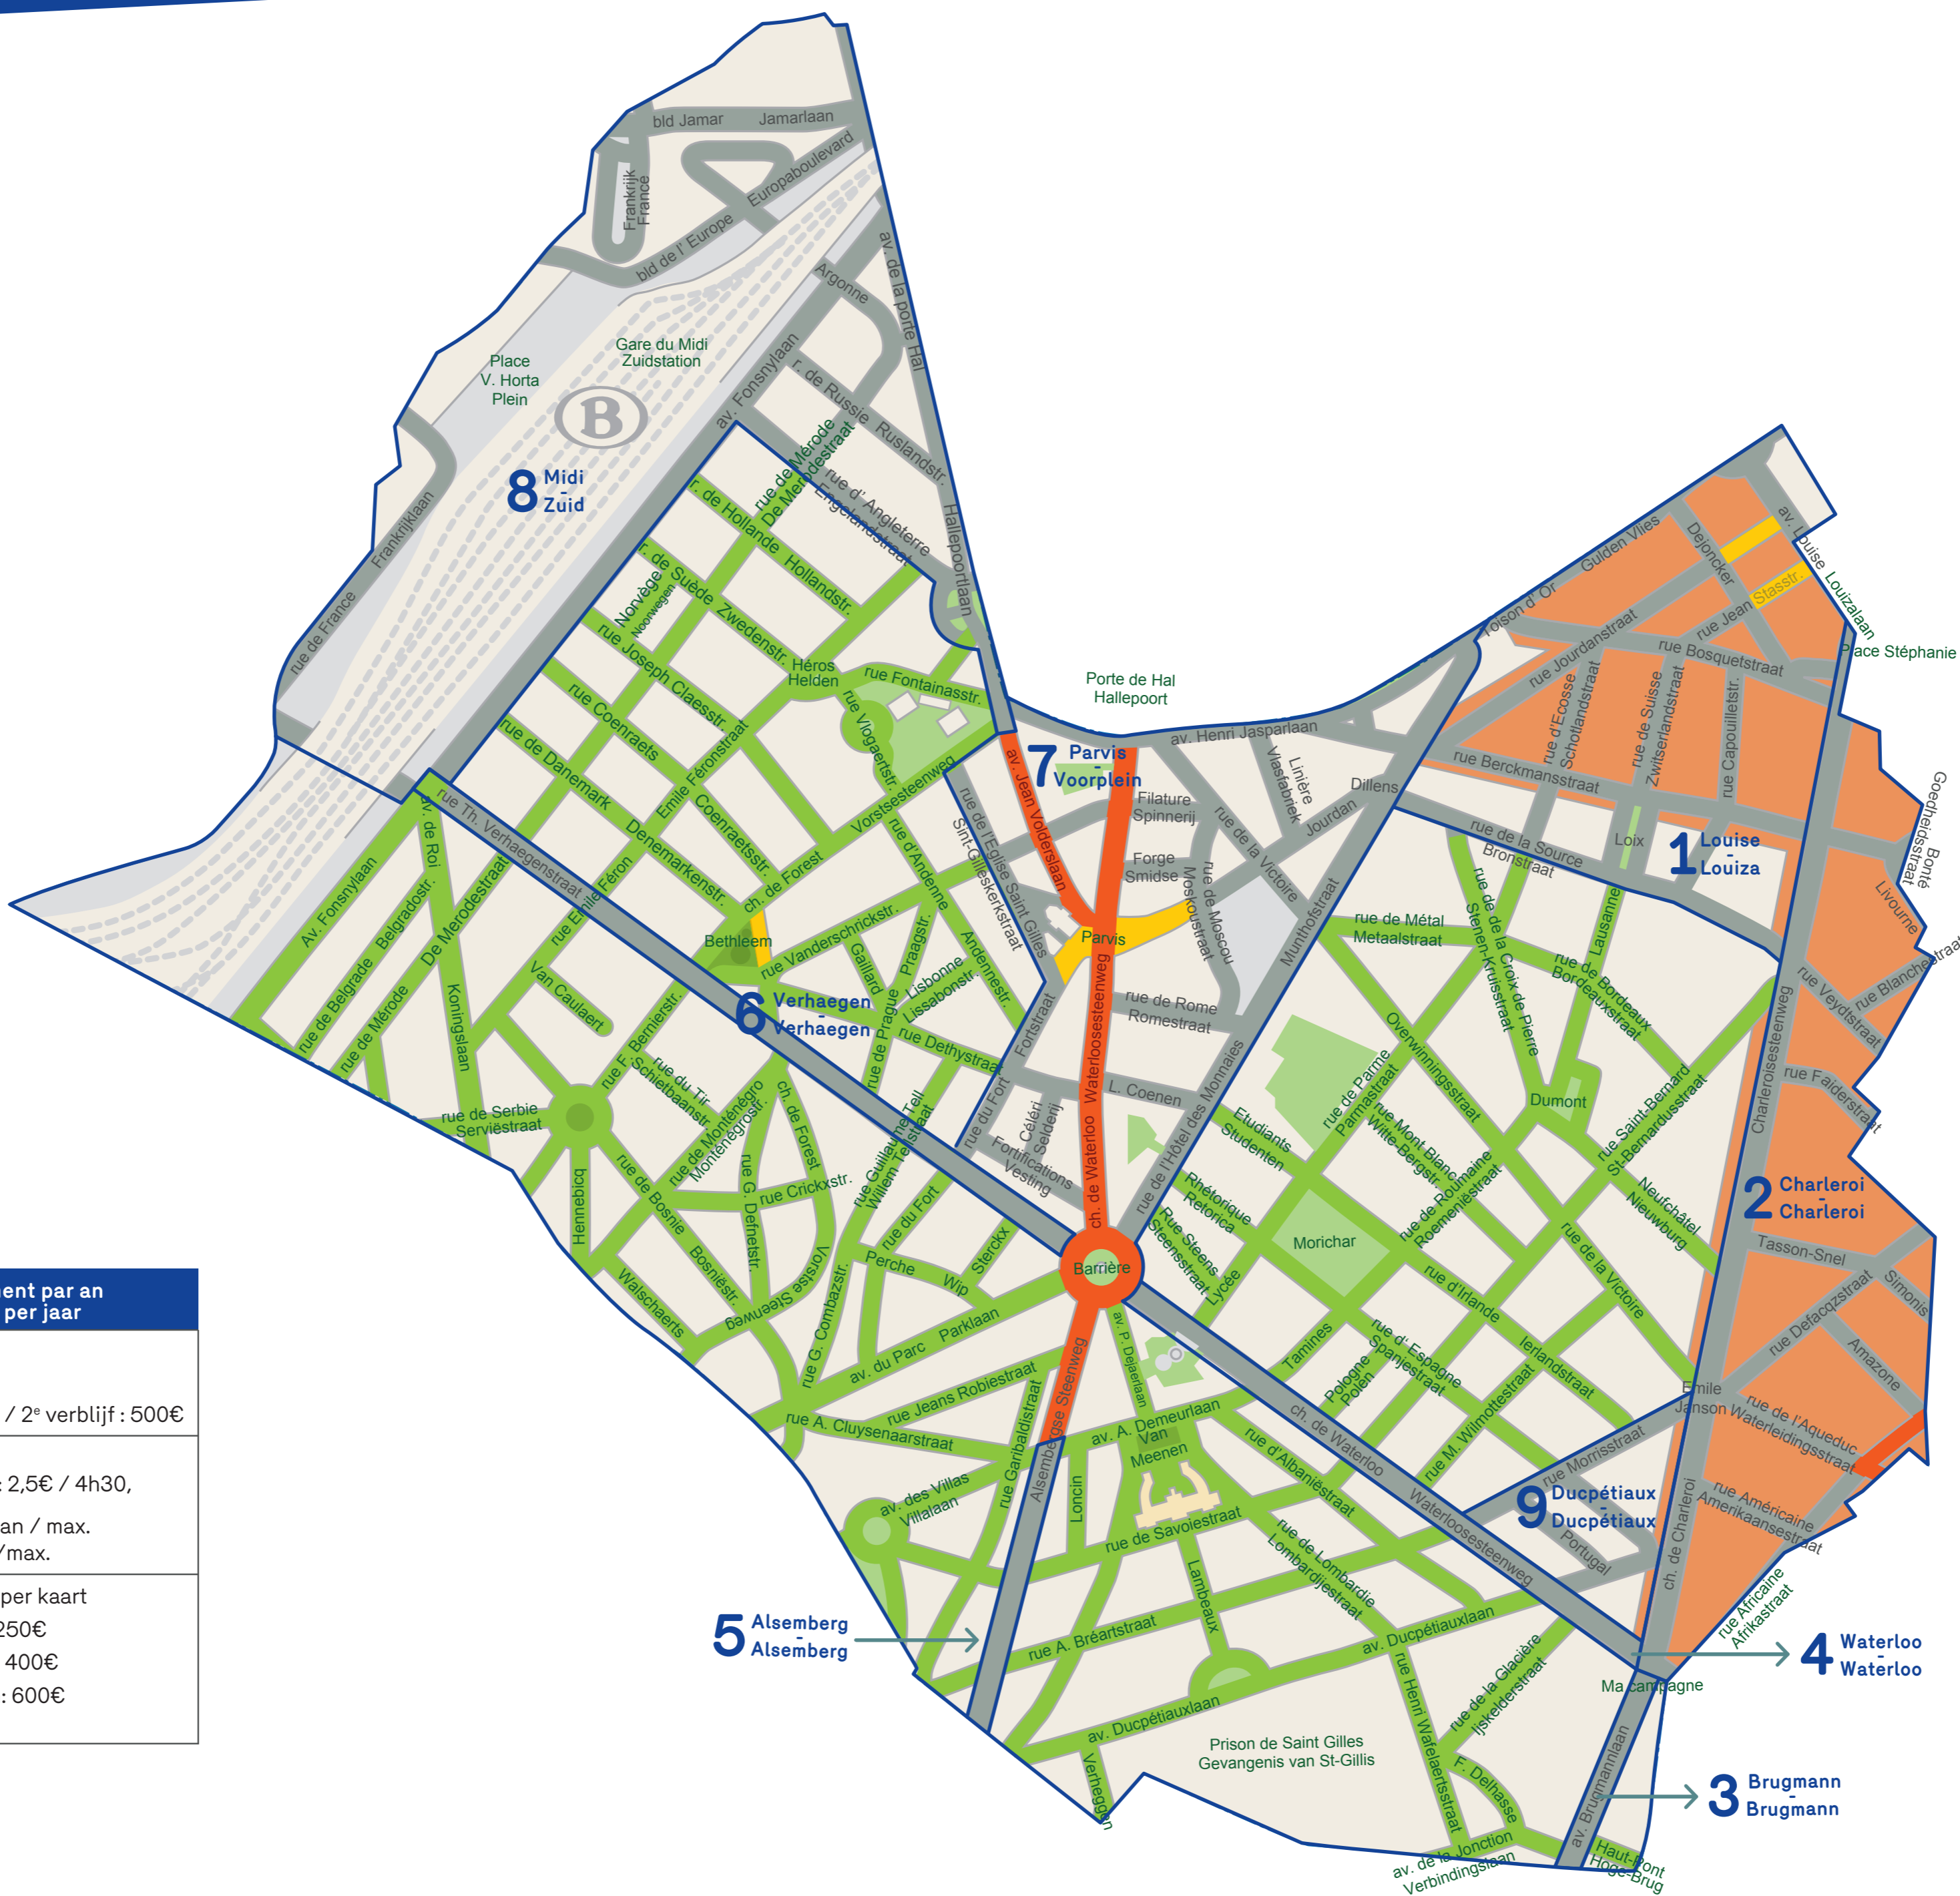 bld Jamar Jamarlaan
Frankrijk
France
bld de l' Europe Europaboulevard
av. de la porte Hal
Argonne
Gare du Midi
Zuidstation
Place
V. Horta
Plein
B
av. Fonsnylaan
r. de Russie Ruslandstr.
8 Midi
-
Zuid
rue de Mérode
De Merodestraat
rue d' Angleterre
Engelandstraat
Hallepoortlaan
r. de Hollande Hollandstr.
r. de Suède Zwedenstr.
Norvège
Noorwegen
rue de France Frankrijklaan
rue Joseph Claesstr.
Héros
Helden
rue Fontainasstr.
rue Vlogaertstr.
rue Coenraets
Coenraetsstr.
Emile Féronstraat
rue de Danemark
Denemarkenstr.
ch. de Forest
Vorstsesteenweg
Porte de Hal
Hallepoort
7 Parvis
-
Voorplein
av. Henri Jasparlaan
av. Jean Volderslaan
Filature
Spinnerij
Forge
Smidse
Linière
Vlasfabriek
Jourdan
Dillens
rue de la Victoire
rue de Moscou
Moskoustraat
Munthofstraat
Parvis
rue de l'Eglise Saint Gilles
Sint-Gilleskerkstraat
rue d'Andenne
Andennestr.
rue de Rome
Romestraat
L. Coenen
Céléri
Selderij
Fortifications
Vesting
rue du Fort
Fortstraat
ch. de Waterloo Waterloosesteenweg
rue de l'Hôtel des Monnaies
Barrière
Toison d' Or Gulden Vlies
Dejoncker
av. Louise Louizalaan
rue Jean Stasstr.
Place Stéphanie
rue Jourdanstraat
rue Bosquetstraat
rue d'Ecosse
Schotlandstraat
rue de Suisse
Zwitserlandstraat
rue Capouilletstr.
rue Berckmansstraat
rue de la Source
Bronstraat
Loix
1 Louise
-
Louiza
Goedheidsstraat
Bonté
Livourne
rue Blanchestraat
rue Veydtstraat
rue Faiderstraat
Charleroisesteenweg
2 Charleroi
-
Charleroi
Tasson-Snel
Simonis
rue Defacqzstraat
Amazone
Emile
Janson
rue de l'Aqueduc
Waterleidingsstraat
rue Américaine
Amerikaansestraat
rue Africaine
Afrikastraat
ch. de Charleroi
rue de Métal
Metaalstraat
rue de la Croix de Pierre
Stenen-Kruisstraat
Lausanne
rue de Bordeaux
Bordeauxstraat
Overwinningsstraat
rue de Parme
Parmastraat
rue Mont Blanc
Witte-Bergstr.
Dumont
rue Saint-Bernard
St-Bernardusstraat
Neufchâtel
Nieuwburg
rue de Roumanie
Roemeniëstraat
rue de la Victoire
Etudiants
Studenten
Rhétorique
Retorica
Rue Steens
Steensstraat
Lycée
Morichar
rue d'Irlande
Ierlandstraat
rue d' Espagne
Spanjestraat
Tamines
Pologne
Polen
rue M. Wilmottestraat
rue Morrisstraat
9 Ducpétiaux
-
Ducpétiaux
Portugal
ch. de Waterloo
Waterloosesteenweg
4 Waterloo
-
Waterloo
Ma campagne
3 Brugmann
-
Brugmann
av. Brugmannlaan
Haut-Pont
Hoge-Brug
av. de la Jonction
Verbindingslaan
F. Delhasse
rue de la Glacière
Ijskelderstraat
rue Henri Wafelaertsstraat
Prison de Saint Gilles
Gevangenis van St-Gillis
av. Ducpétiauxlaan
av. Ducpétiauxlaan
Verheggen
rue A. Bréartstraat
Lambeaux
rue de Lombardie
Lombardijestraat
rue d'Albaniëstraat
rue de Savoiestraat
Van
Meenen
av. A. Demeurlaan
av. P. Dejaerlaan
Loncin
Alsembergse Steenweg
5 Alsemberg
-
Alsemberg
rue Garibaldistraat
av. des Villas
Villalaan
rue A. Cluysenaarstraat
rue Jeans Robiestraat
av. du Parc Parklaan
Perche
Wip
Sterckx
rue du Fort
rue G. Combazstr.
rue Guillaume Tell
Willem Tellstraat
6 Verhaegen
-
Verhaegen
rue Th. Verhaegenstraat
Bethleem
rue Vanderschrickstr.
Gaillard
Praagstr.
rue de Prague
Lisbonne
Lissabonstr.
rue Dethystraat
ch. de Forest
Vorstse Steenweg
rue Crickxstr.
rue G. Defnetstr.
rue de Monténégro
Montenegrostr.
rue du Tir
Schietbaanstr.
rue F. Bernierstr.
rue de Bosnie
Bosniëstr.
Walschaerts
Hennebicq
rue de Serbie
Serviëstraat
Van Caulaert
rue Emile Féron
av. de Roi
Koningslaan
rue de Mérode
De Merodestraat
rue de Belgrade Belgradostr.
Av. Fonsnylaan
ment par an
per jaar
/ 2e verblijf : 500€
: 2,5€ / 4h30,
an / max.
/max.
per kaart
250€
400€
: 600€